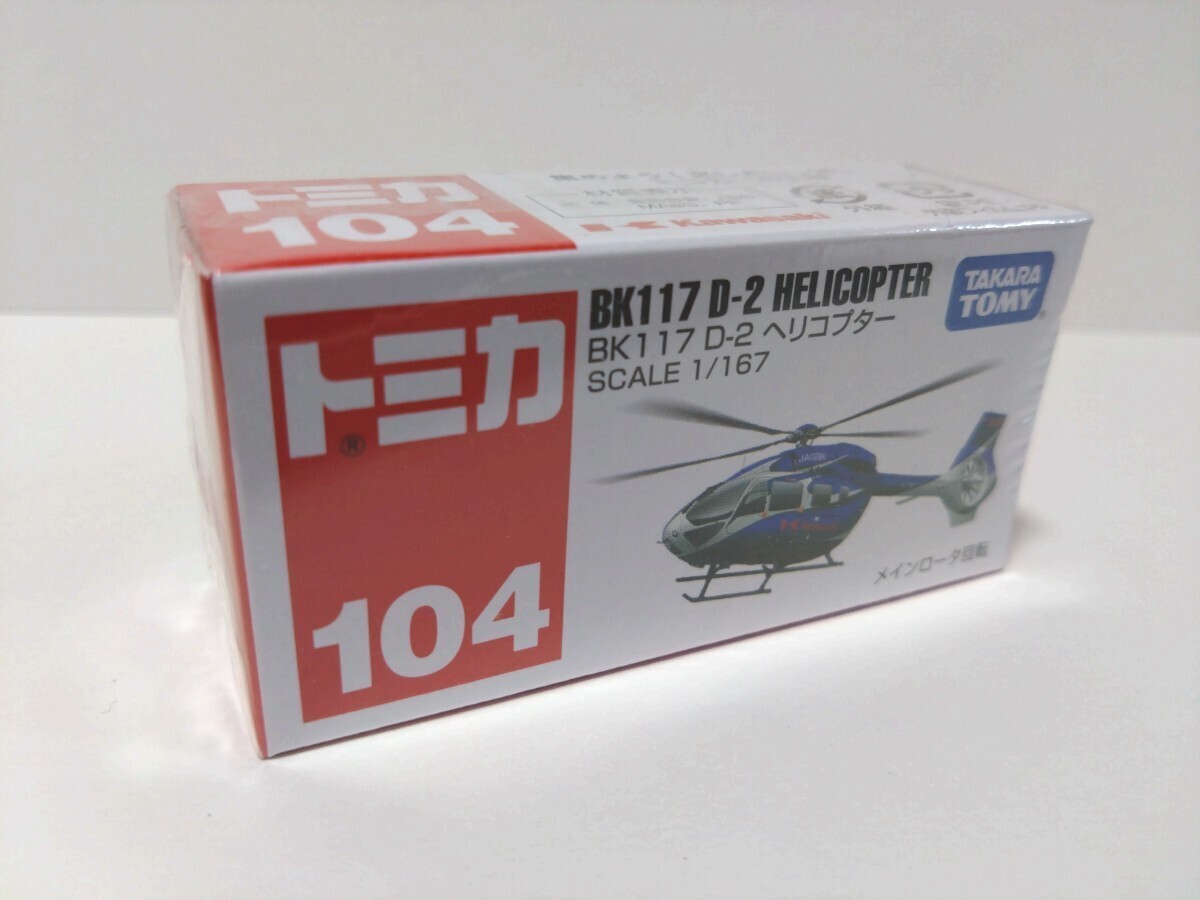 トミカ
104
Kawasaki
トミカ
®
104
BK117 D-2 HELICOPTER
BK117 D-2 ヘリコプター
SCALE 1/167
TAKARA
TOMY
メインロータ回転